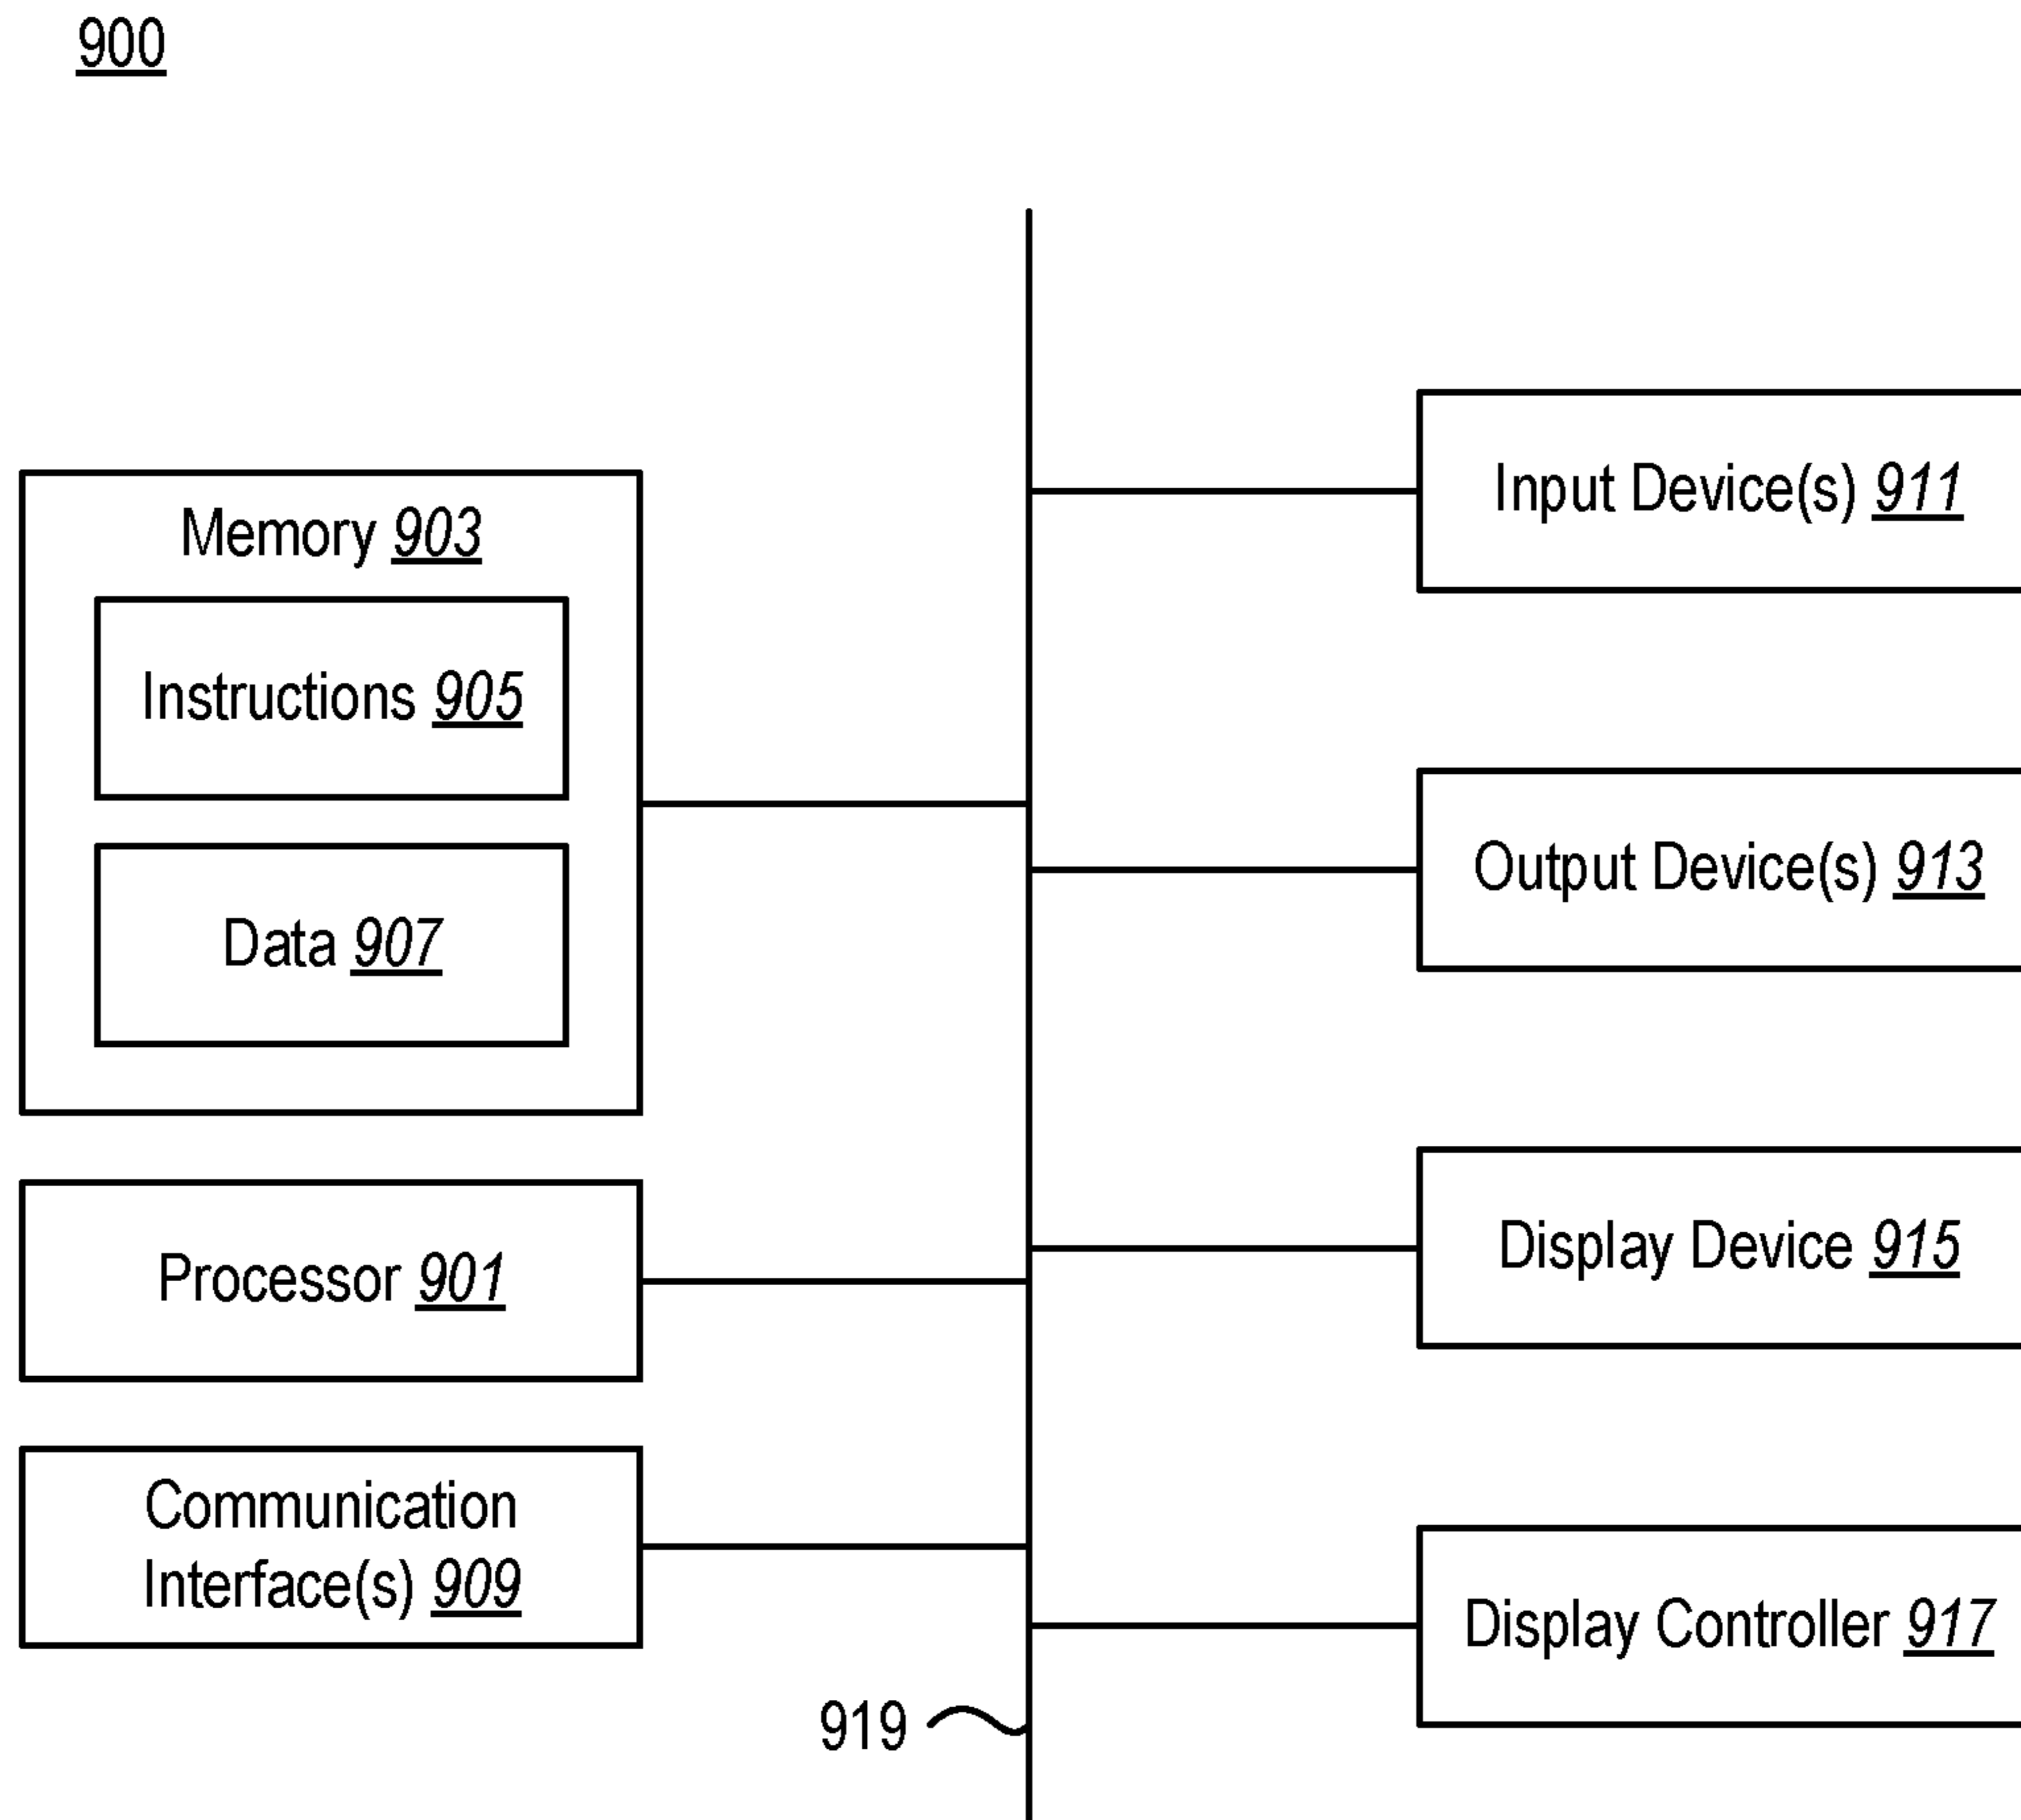 900
Memory 903
Instructions 905
Data 907
Processor 901
Communication
Interface(s) 909
919
Input Device(s) 911
Output Device(s) 913
Display Device 915
Display Controller 917